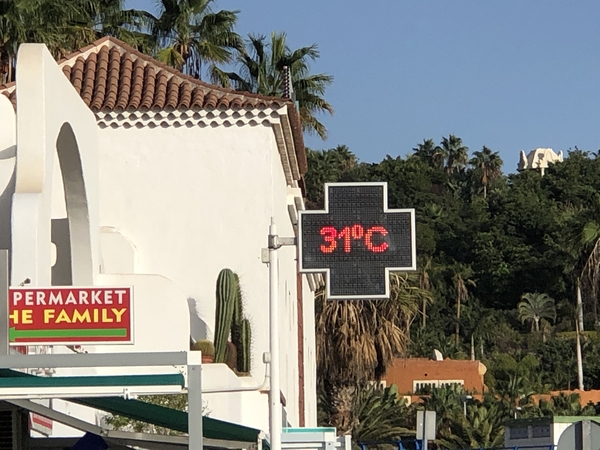 31ºC
PERMARKET
HE FAMILY